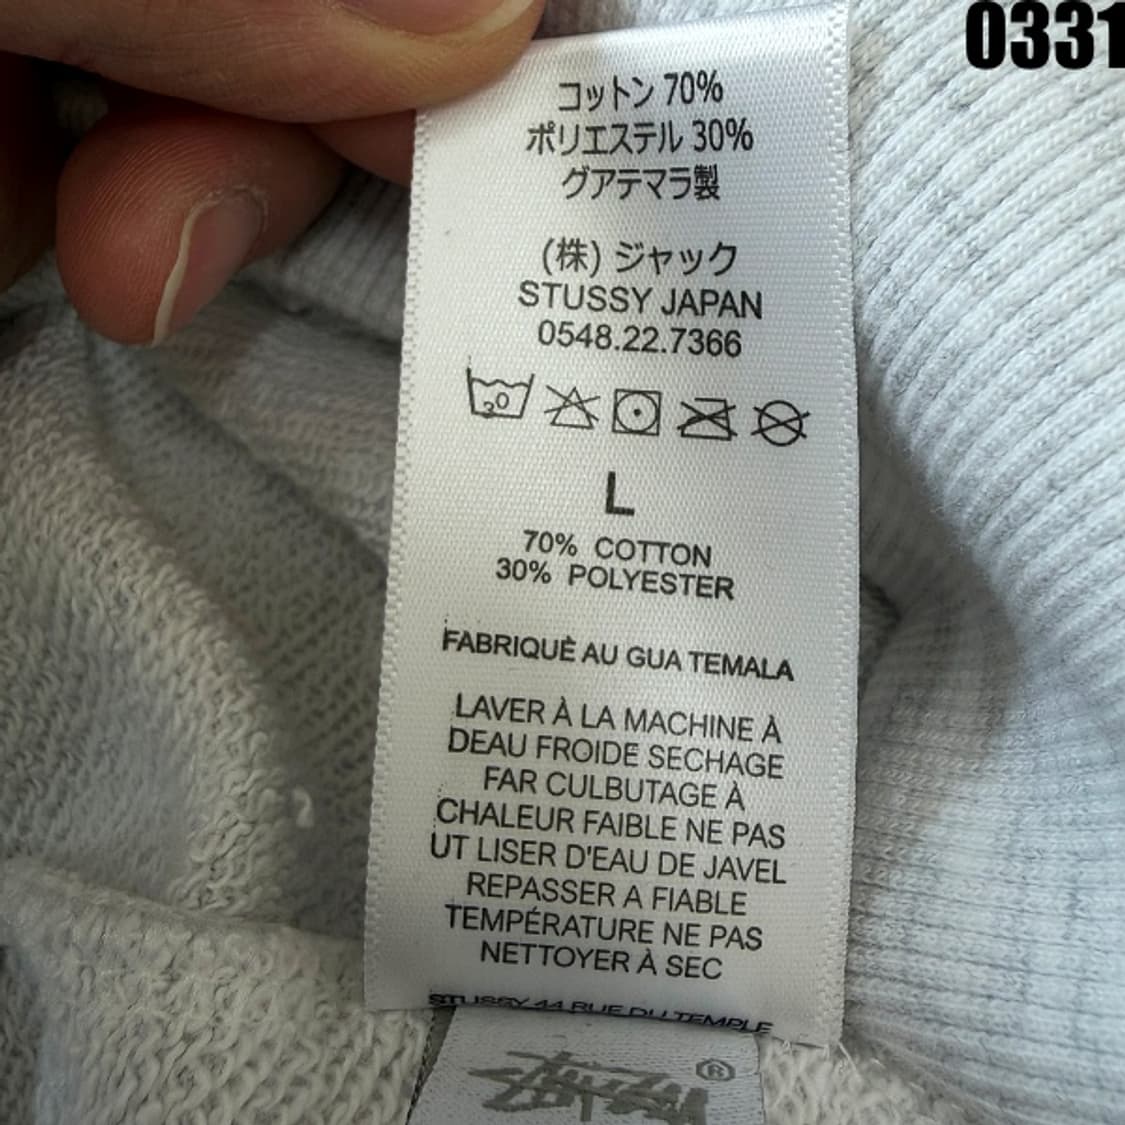 0331
コットン 70%
ポリエステル 30%
グアテマラ製
(株) ジャック
STUSSY JAPAN
0548.22.7366
30
L
70% COTTON
30% POLYESTER
FABRIQUÈ AU GUA TEMALA
LAVER À LA MACHINE À
DEAU FROIDE SECHAGE
FAR CULBUTAGE À
CHALEUR FAIBLE NE PAS
UT LISER D'EAU DE JAVEL
REPASSER A FIABLE
TEMPÉRATURE NE PAS
NETTOYER À SEC
STUSSY 44 RUE DU TEMPLE
STÜSSY ®